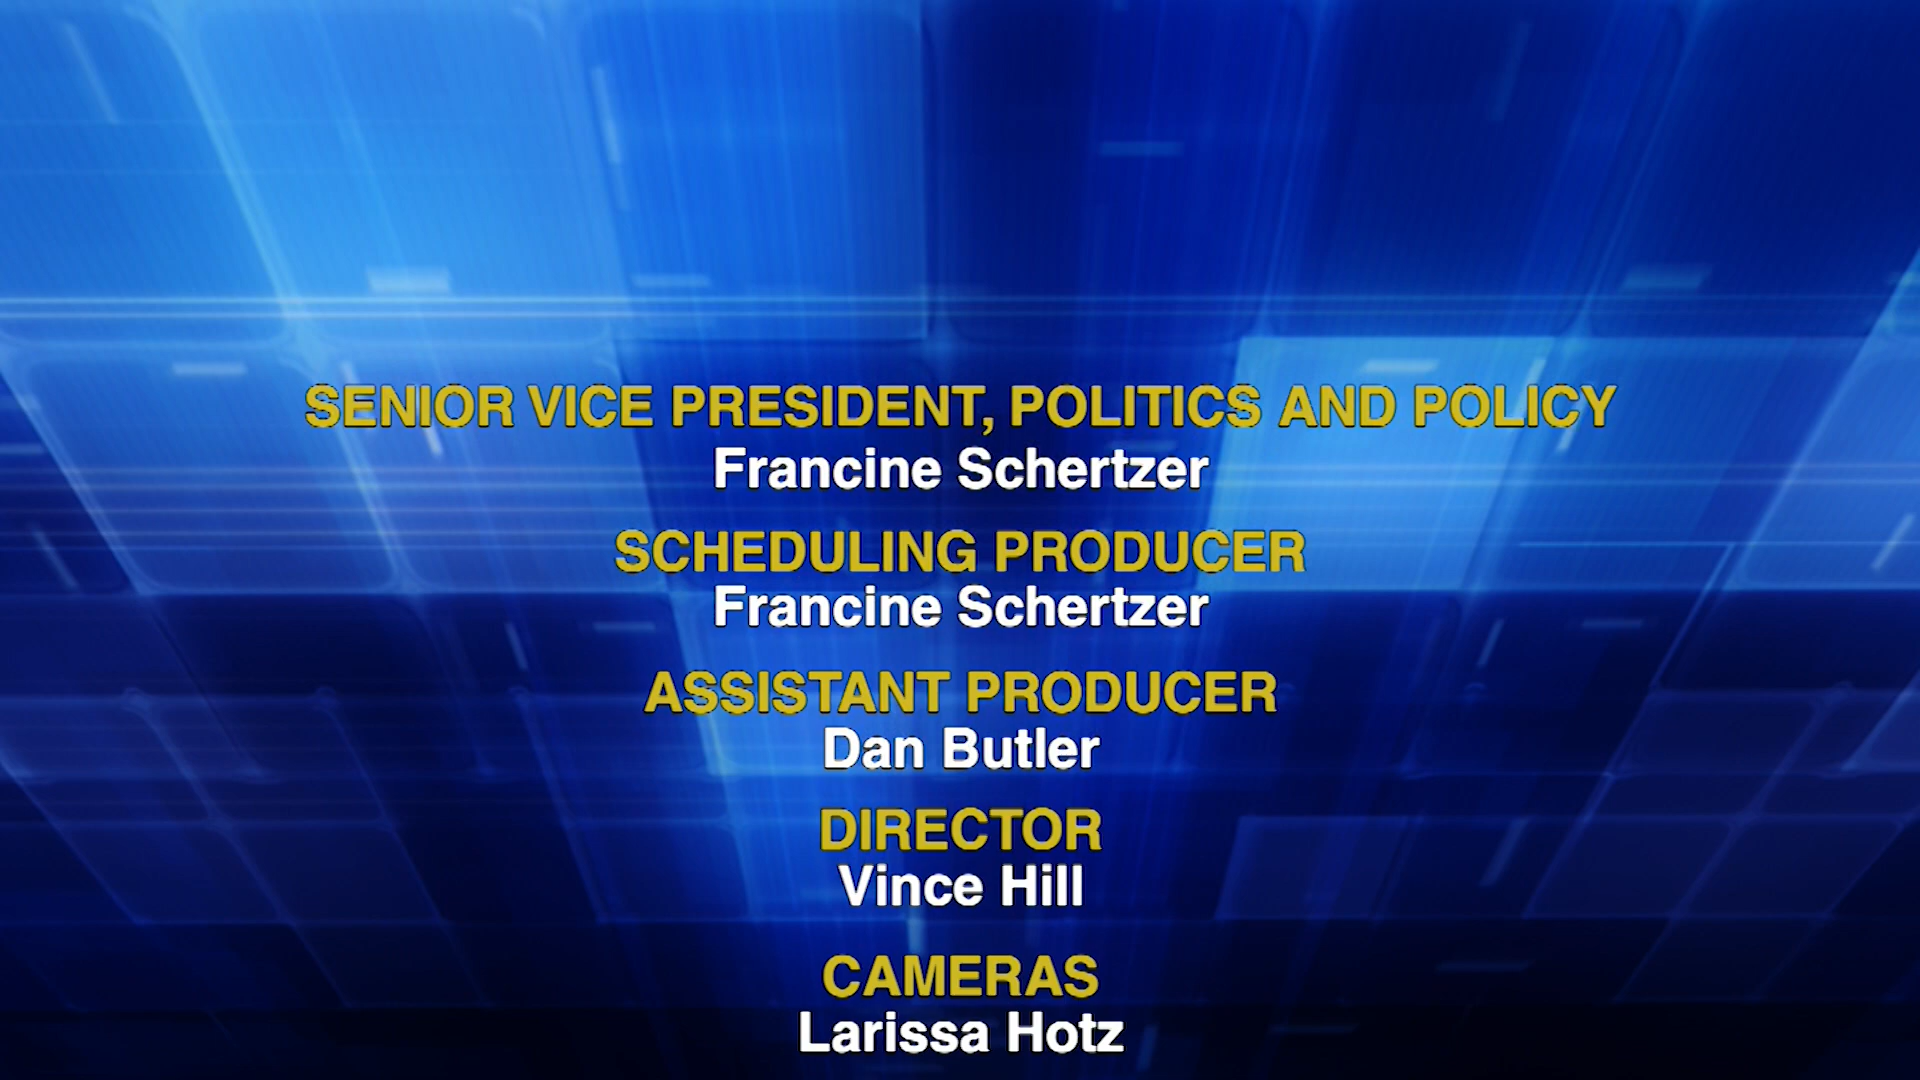 SENIOR VICE PRESIDENT, POLITICS AND POLICY
Francine Schertzer
SCHEDULING PRODUCER
Francine Schertzer
ASSISTANT PRODUCER
Dan Butler
DIRECTOR
Vince Hill
CAMERAS
Larissa Hotz